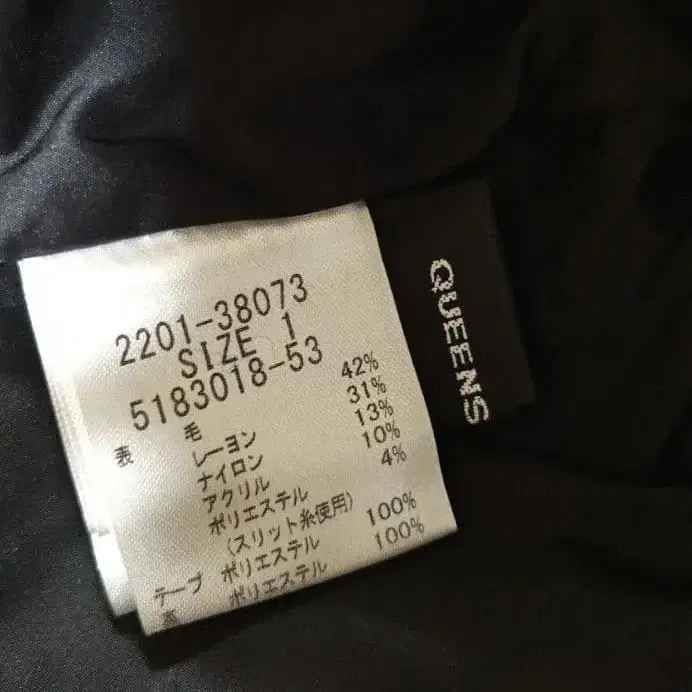 2201-38073
SIZE 1
5183018-53
表 毛 42%
レーヨン 31%
ナイロン 13%
アクリル 10%
ポリエステル 4%
(スリット糸使用)
テープ ポリエステル 100%
裏 ポリエステル 100%
QUEENS